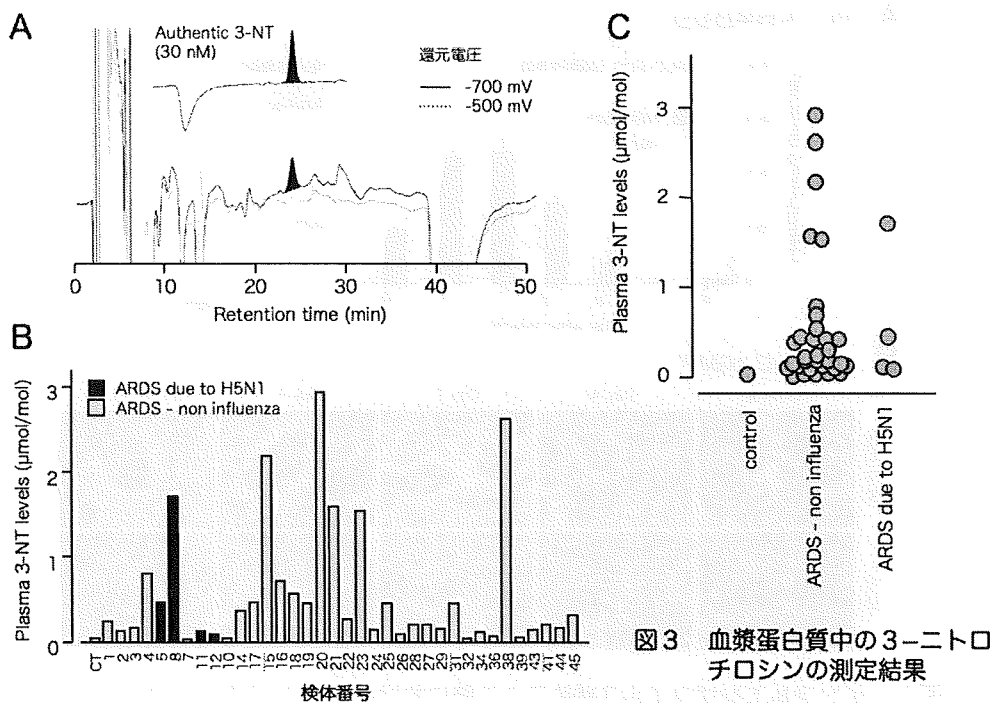 A
Authentic 3-NT
(30 nM)
還元電圧
-700 mV
-500 mV
0 10 20 30 40 50
Retention time (min)
B
Plasma 3-NT levels (μmol/mol)
3
2
1
0
ARDS due to H5N1
ARDS - non influenza
CT 1 2 3 4 5 8 7 11 12 10 14 17 15 16 18 19 20 21 22 23 24 25 26 28 27 29 31 32 34 36 38 39 43 41 44 45
検体番号
C
Plasma 3-NT levels (μmol/mol)
3
2
1
0
control
ARDS - non influenza
ARDS due to H5N1
図3 血漿蛋白質中の3−ニトロ
チロシンの測定結果